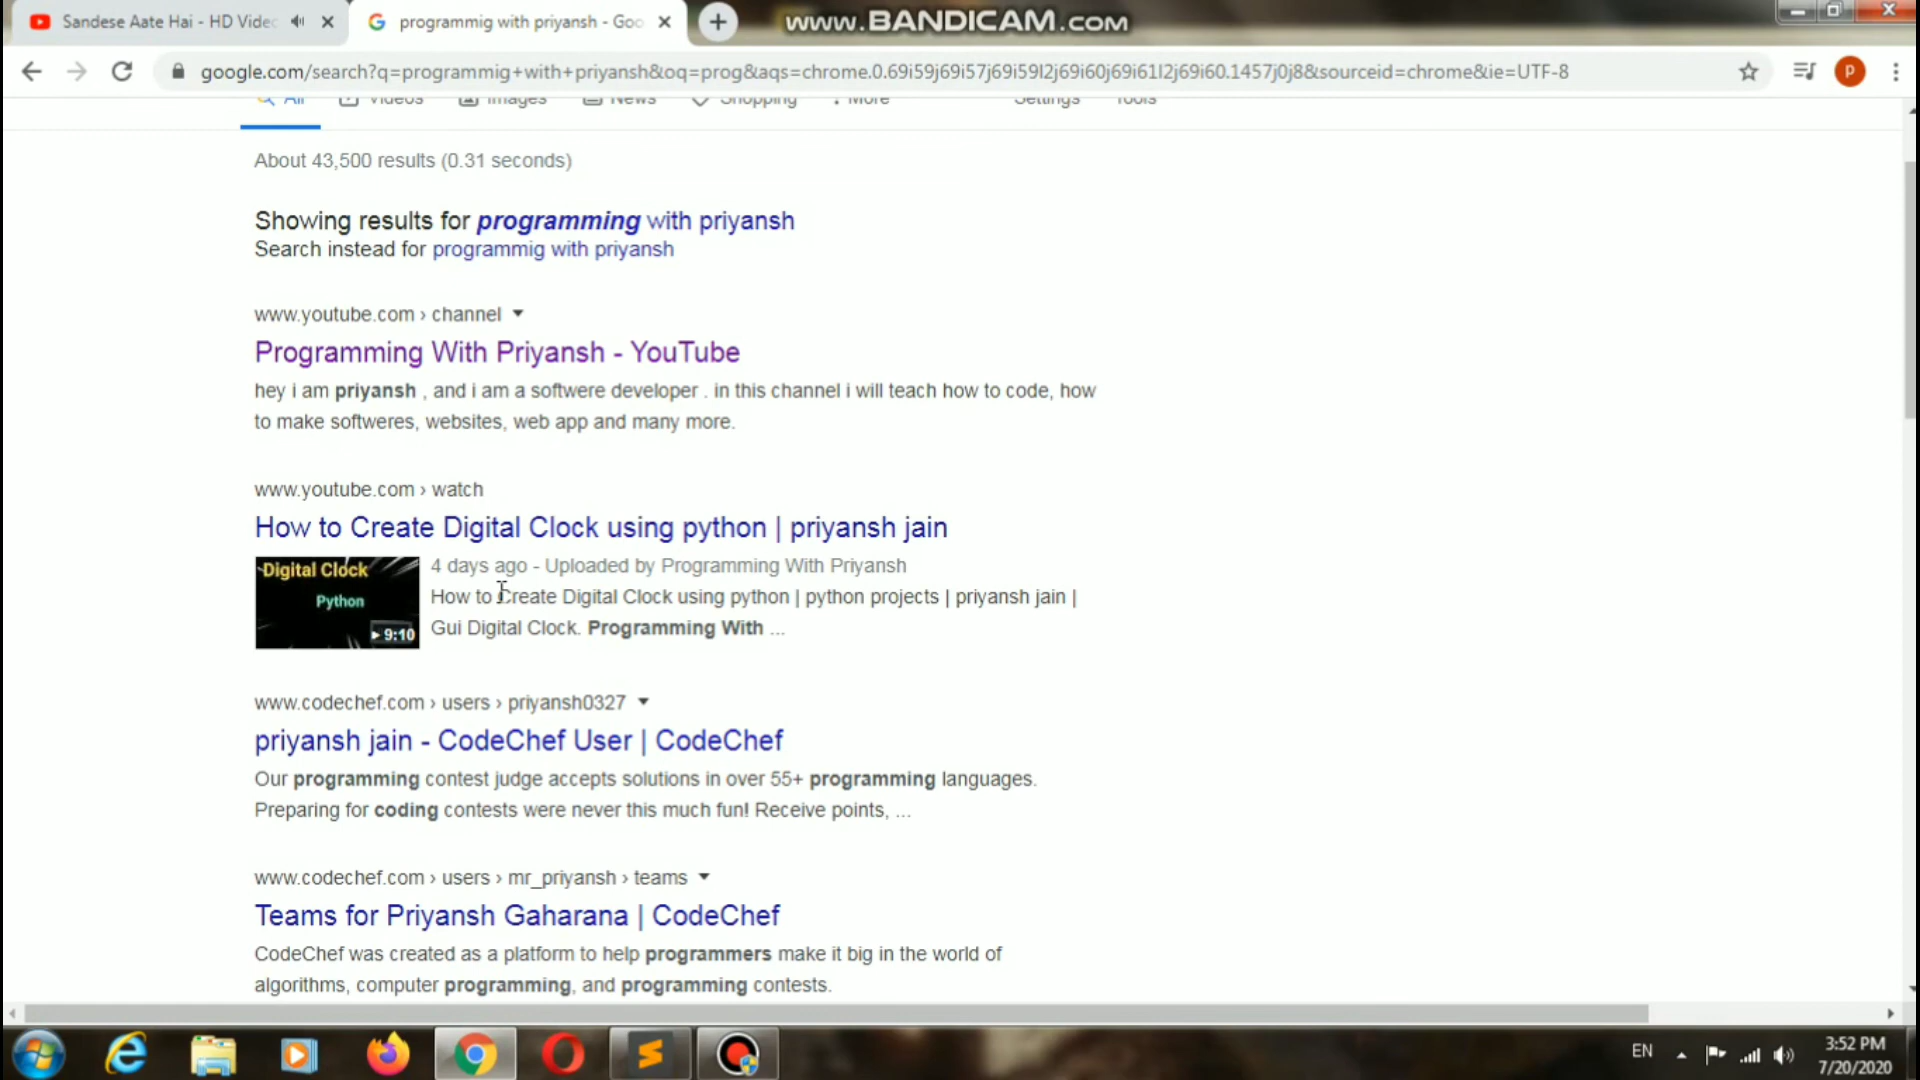 Sandese Aate Hai - HD Video
programmig with priyansh - Goo
www.BANDICAM.com
google.com/search?q=programmig+with+priyansh&oq=prog&aqs=chrome.0.69i59j69i57j69i59l2j69i60j69i61l2j69i60.1457j0j8&sourceid=chrome&ie=UTF-8
P
All Videos Images News Shopping More Settings Tools
About 43,500 results (0.31 seconds)
Showing results for programming with priyansh
Search instead for programmig with priyansh
www.youtube.com › channel
Programming With Priyansh - YouTube
hey i am priyansh , and i am a softwere developer . in this channel i will teach how to code, how
to make softweres, websites, web app and many more.
www.youtube.com › watch
How to Create Digital Clock using python | priyansh jain
Digital Clock
Python
9:10
4 days ago - Uploaded by Programming With Priyansh
How to Create Digital Clock using python | python projects | priyansh jain |
Gui Digital Clock. Programming With ...
www.codechef.com › users › priyansh0327
priyansh jain - CodeChef User | CodeChef
Our programming contest judge accepts solutions in over 55+ programming languages.
Preparing for coding contests were never this much fun! Receive points, ...
www.codechef.com › users › mr_priyansh › teams
Teams for Priyansh Gaharana | CodeChef
CodeChef was created as a platform to help programmers make it big in the world of
algorithms, computer programming, and programming contests.
EN
3:52 PM
7/20/2020